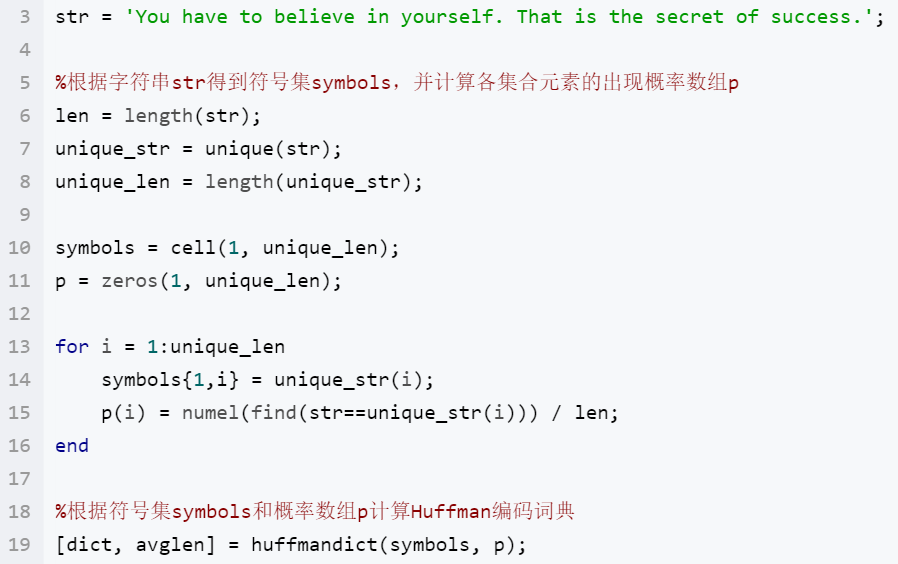 3 str = 'You have to believe in yourself. That is the secret of success.';
4
5 %根据字符串str得到符号集symbols，并计算各集合元素的出现概率数组p
6 len = length(str);
7 unique_str = unique(str);
8 unique_len = length(unique_str);
9
10 symbols = cell(1, unique_len);
11 p = zeros(1, unique_len);
12
13 for i = 1:unique_len
14     symbols{1,i} = unique_str(i);
15     p(i) = numel(find(str==unique_str(i))) / len;
16 end
17
18 %根据符号集symbols和概率数组p计算Huffman编码词典
19 [dict, avglen] = huffmandict(symbols, p);